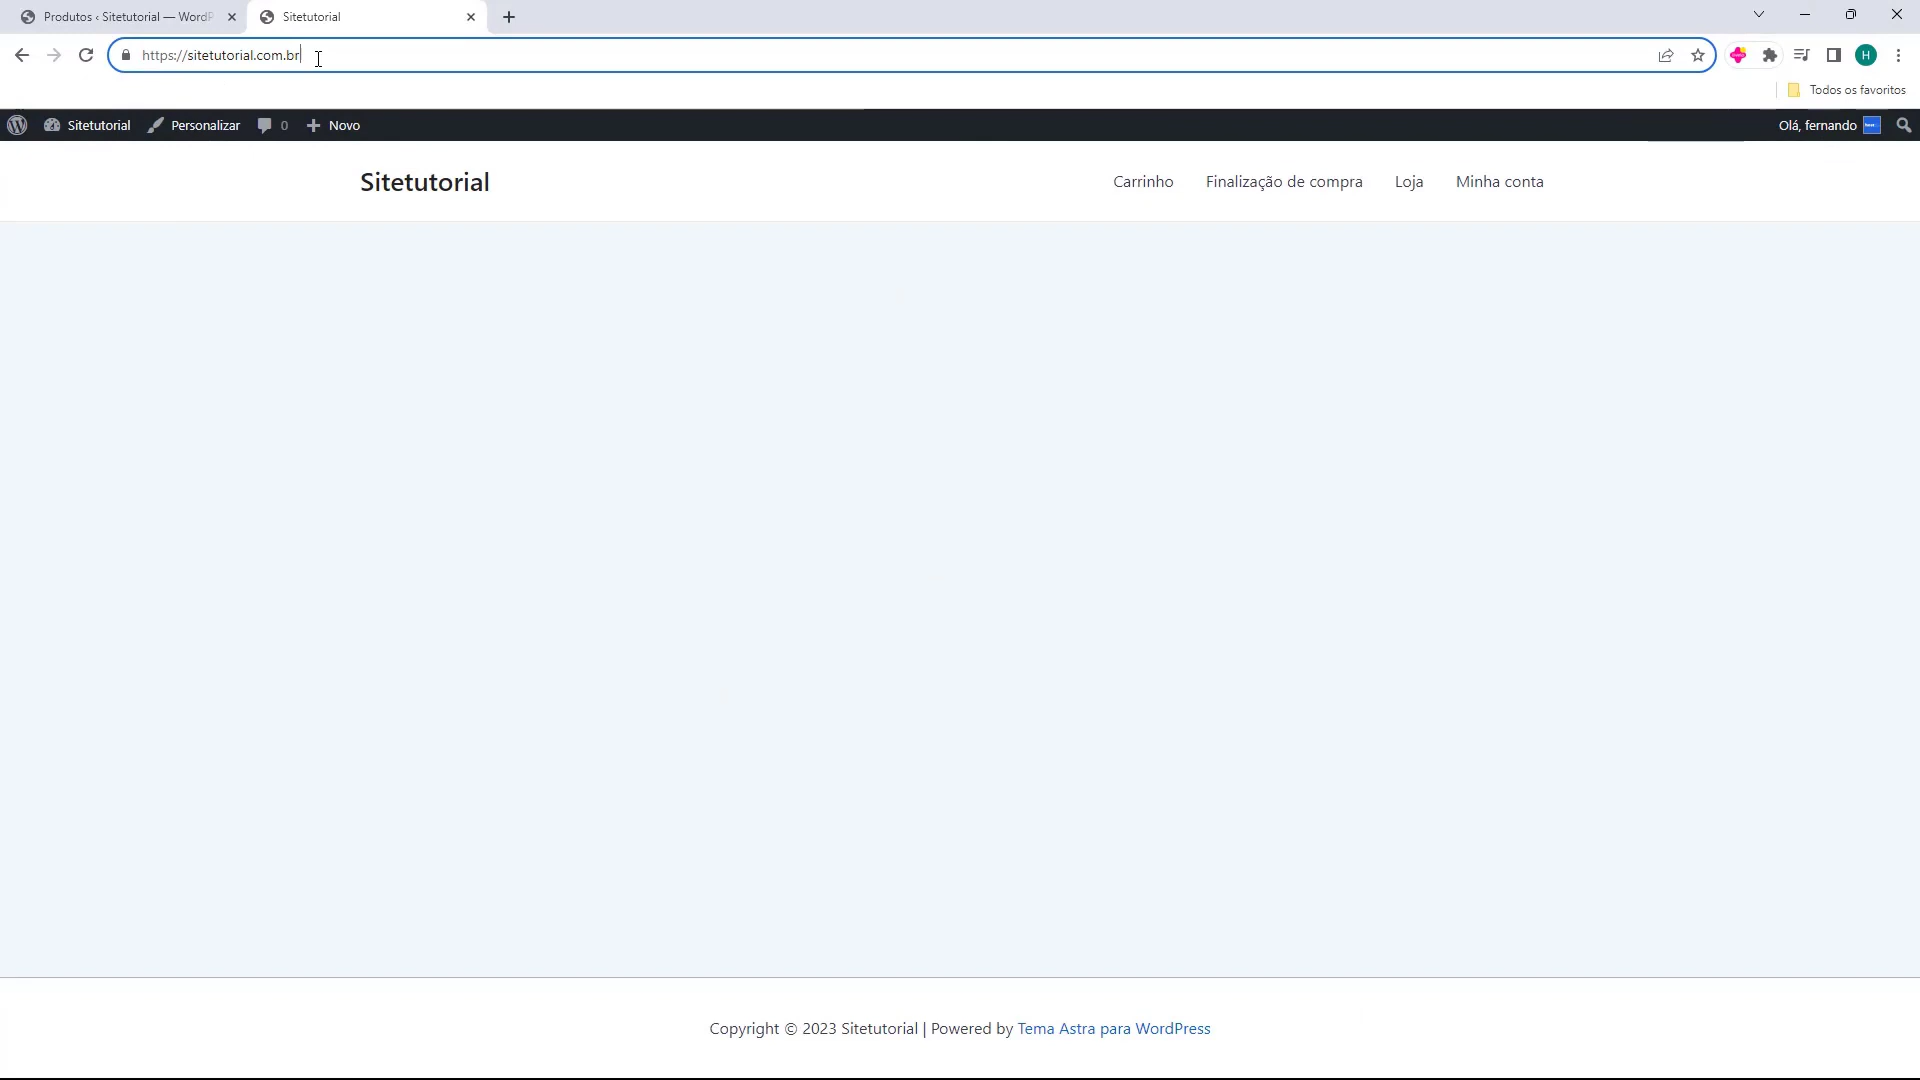 Produtos ‹ Sitetutorial — WordP
Sitetutorial
https://sitetutorial.com.br
H
Todos os favoritos
Sitetutorial
Personalizar
0
Novo
Olá, fernando
Sitetutorial
Carrinho
Finalização de compra
Loja
Minha conta
Copyright © 2023 Sitetutorial | Powered by Tema Astra para WordPress